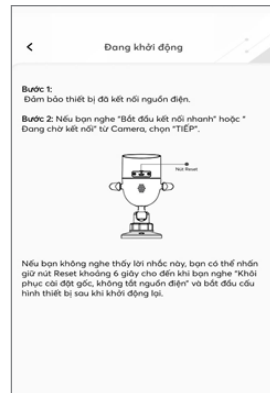 Đang khởi động
Bước 1:
Đảm bảo thiết bị đã kết nối nguồn điện.
Bước 2: Nếu bạn nghe "Bắt đầu kết nối nhanh" hoặc "
Đang chờ kết nối" từ Camera, chọn "TIẾP".
Nút Reset
Nếu bạn không nghe thấy lời nhắc này, bạn có thể nhấn
giữ nút Reset khoảng 6 giây cho đến khi bạn nghe "Khôi
phục cài đặt gốc, không tắt nguồn điện" và bắt đầu cấu
hình thiết bị sau khi khởi động lại.